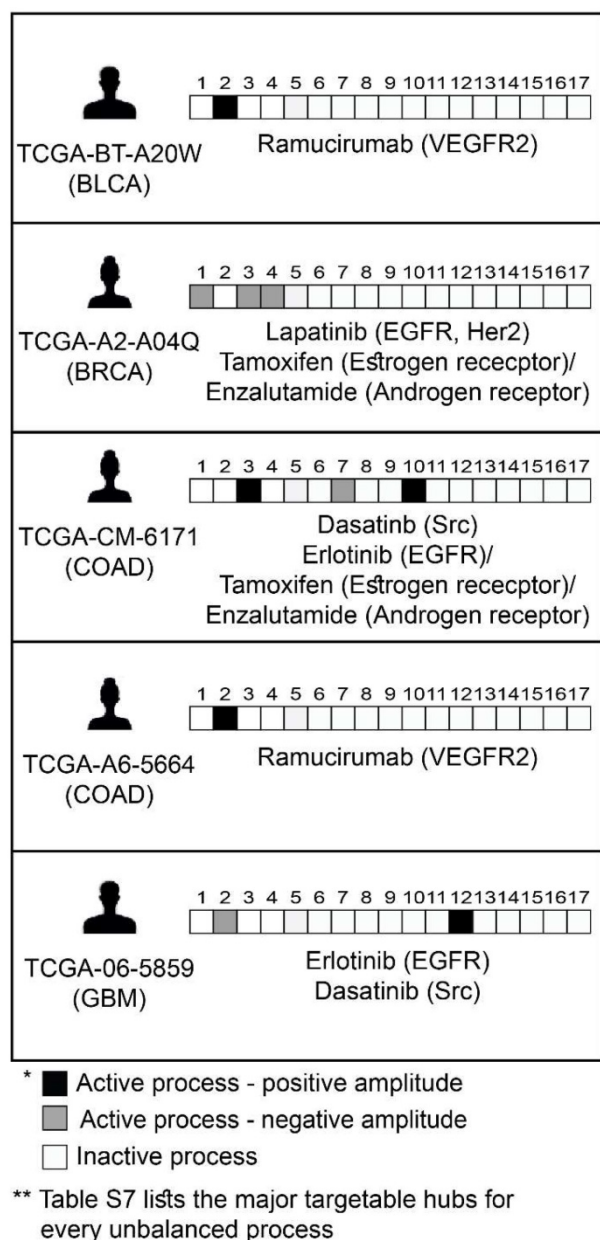 1 2 3 4 5 6 7 8 9 10 11 12 13 14 15 16 17
TCGA-BT-A20W
(BLCA)
Ramucirumab (VEGFR2)
1 2 3 4 5 6 7 8 9 10 11 12 13 14 15 16 17
TCGA-A2-A04Q
(BRCA)
Lapatinib (EGFR, Her2)
Tamoxifen (Estrogen rececptor)/
Enzalutamide (Androgen receptor)
1 2 3 4 5 6 7 8 9 10 11 12 13 14 15 16 17
TCGA-CM-6171
(COAD)
Dasatinb (Src)
Erlotinib (EGFR)/
Tamoxifen (Estrogen rececptor)/
Enzalutamide (Androgen receptor)
1 2 3 4 5 6 7 8 9 10 11 12 13 14 15 16 17
TCGA-A6-5664
(COAD)
Ramucirumab (VEGFR2)
1 2 3 4 5 6 7 8 9 10 11 12 13 14 15 16 17
TCGA-06-5859
(GBM)
Erlotinib (EGFR)
Dasatinib (Src)
* Active process - positive amplitude
Active process - negative amplitude
Inactive process
** Table S7 lists the major targetable hubs for
every unbalanced process